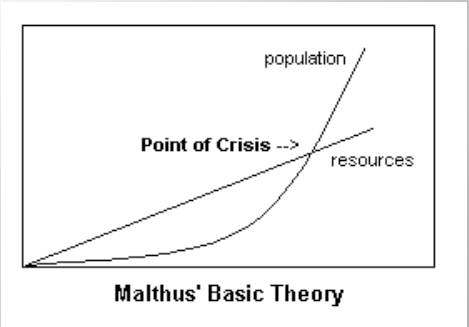 population
Point of Crisis -->
resources
Malthus' Basic Theory